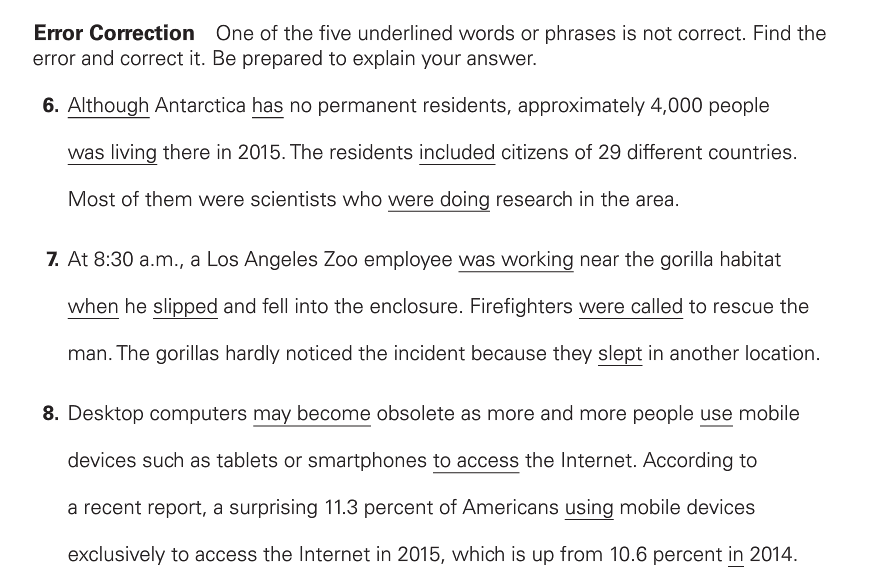 Error Correction One of the five underlined words or phrases is not correct. Find the
error and correct it. Be prepared to explain your answer.
6. Although Antarctica has no permanent residents, approximately 4,000 people
was living there in 2015. The residents included citizens of 29 different countries.
Most of them were scientists who were doing research in the area.
7. At 8:30 a.m., a Los Angeles Zoo employee was working near the gorilla habitat
when he slipped and fell into the enclosure. Firefighters were called to rescue the
man. The gorillas hardly noticed the incident because they slept in another location.
8. Desktop computers may become obsolete as more and more people use mobile
devices such as tablets or smartphones to access the Internet. According to
a recent report, a surprising 11.3 percent of Americans using mobile devices
exclusively to access the Internet in 2015, which is up from 10.6 percent in 2014.